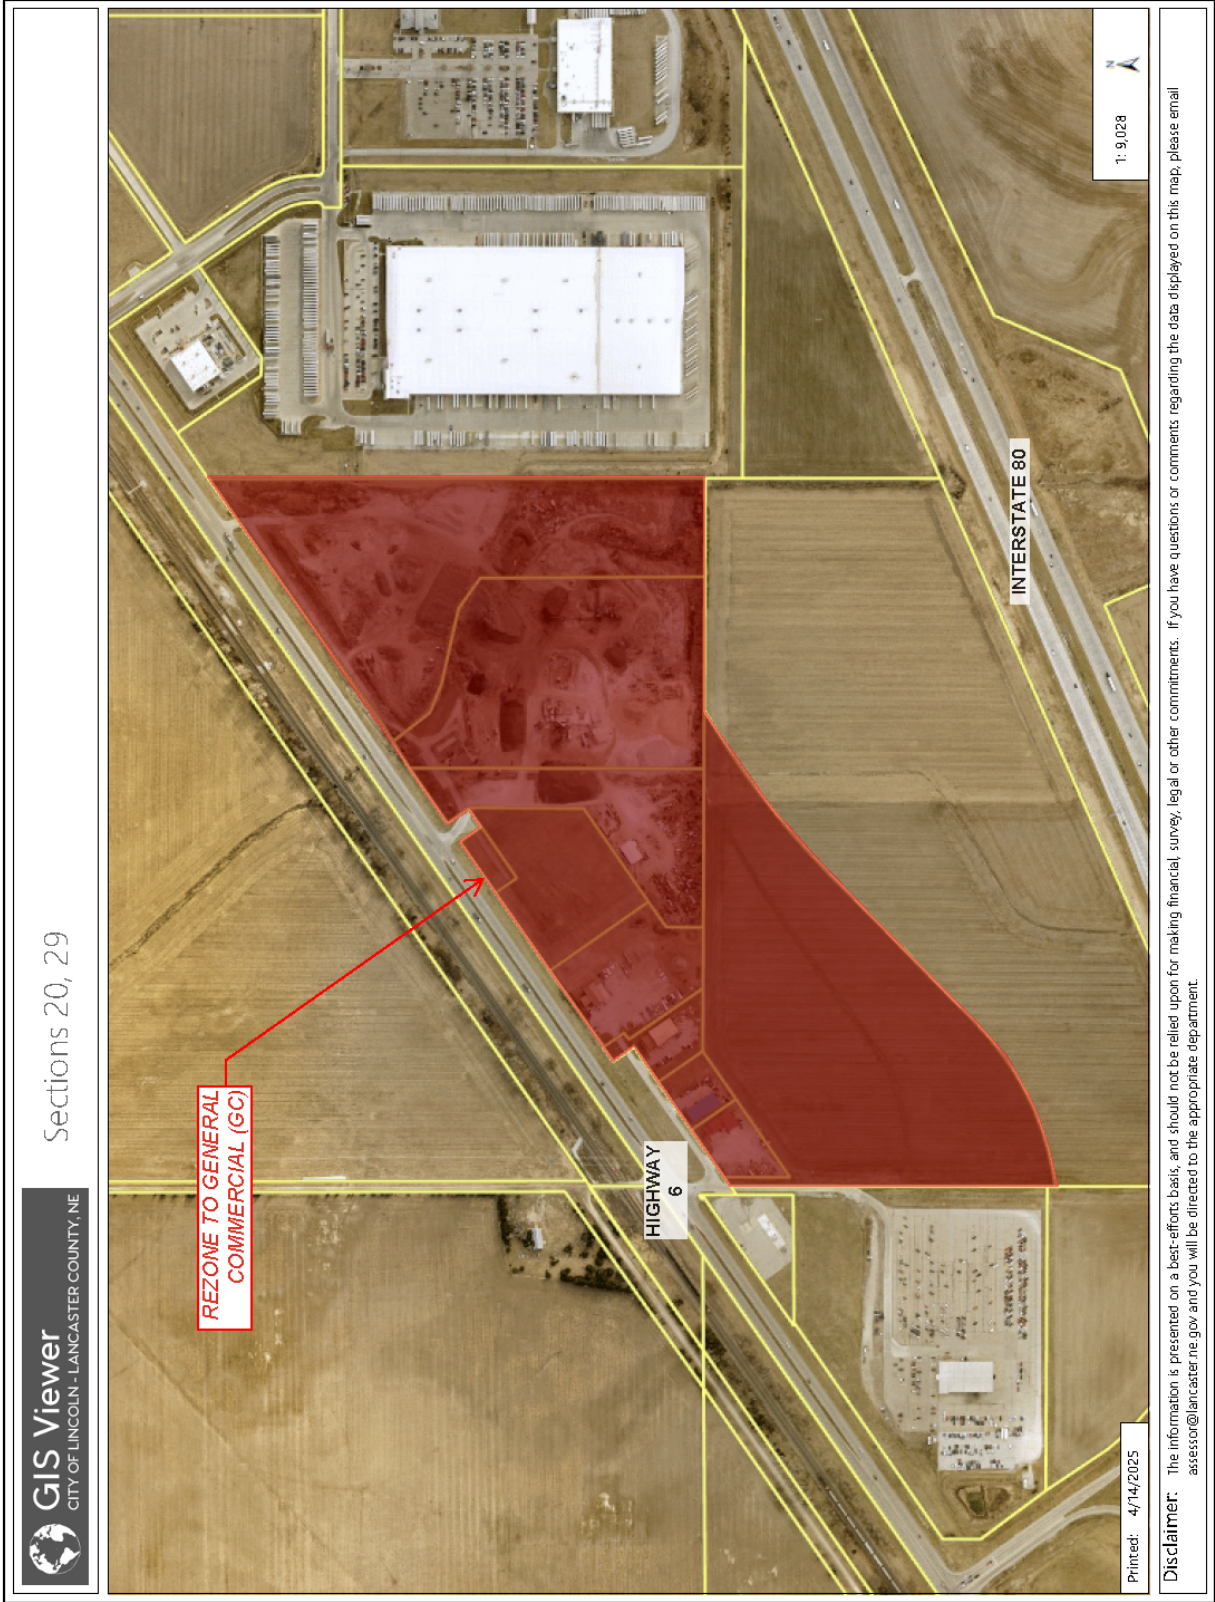 GIS Viewer
CITY OF LINCOLN - LANCASTER COUNTY, NE
Sections 20, 29
REZONE TO GENERAL
COMMERCIAL (GC)
HIGHWAY
6
INTERSTATE 80
N
1: 9,028
Printed: 4/14/2025
Disclaimer: The information is presented on a best-efforts basis, and should not be relied upon for making financial, survey, legal or other commitments. If you have questions or comments regarding the data displayed on this map, please email
assessor@lancaster.ne.gov and you will be directed to the appropriate department.